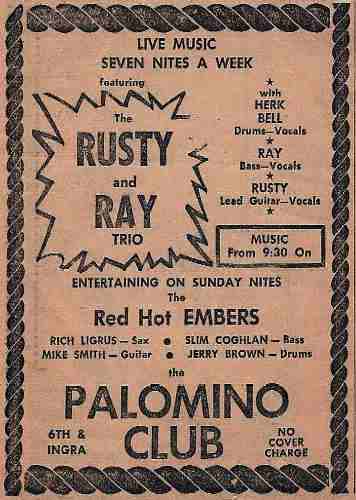 LIVE MUSIC
SEVEN NITES A WEEK
featuring
The
RUSTY
and
RAY
TRIO
★
with
HERK
BELL
Drums—Vocals
★
RAY
Bass—Vocals
★
RUSTY
Lead Guitar—Vocals
★
MUSIC
From 9:30 On
ENTERTAINING ON SUNDAY NITES
The
Red Hot EMBERS
RICH LIGRUS—Sax ● SLIM COGHLAN—Bass
MIKE SMITH—Guitar ● JERRY BROWN—Drums
the
PALOMINO
CLUB
6TH &
INGRA
NO
COVER
CHARGE